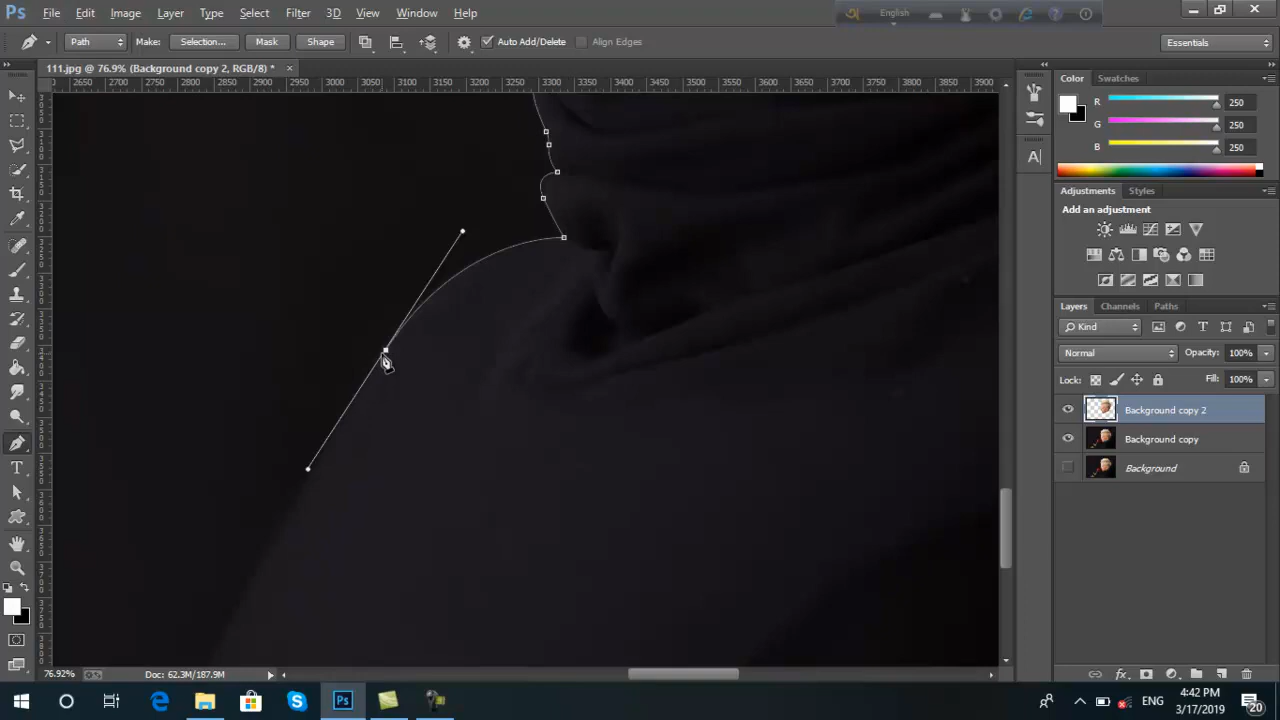 Ps File Edit Image Layer Type Select Filter 3D View Window Help
অ English
Path Make: Selection... Mask Shape Auto Add/Delete Align Edges Essentials
111.jpg @ 76.9% (Background copy 2, RGB/8) * ×
2650 2700 2750 2800 2850 2900 2950 3000 3050 3100 3150 3200 3250 3300 3350 3400 3450 3500 3550 3600 3650 3700 3750 3800 3850 3900
Color Swatches
R 250
G 250
B 250
Adjustments Styles
Add an adjustment
Layers Channels Paths
Kind
Normal Opacity: 100%
Lock: Fill: 100%
Background copy 2
Background copy
Background
76.92% Doc: 62.3M/187.9M
ENG 4:42 PM
3/17/2019 20